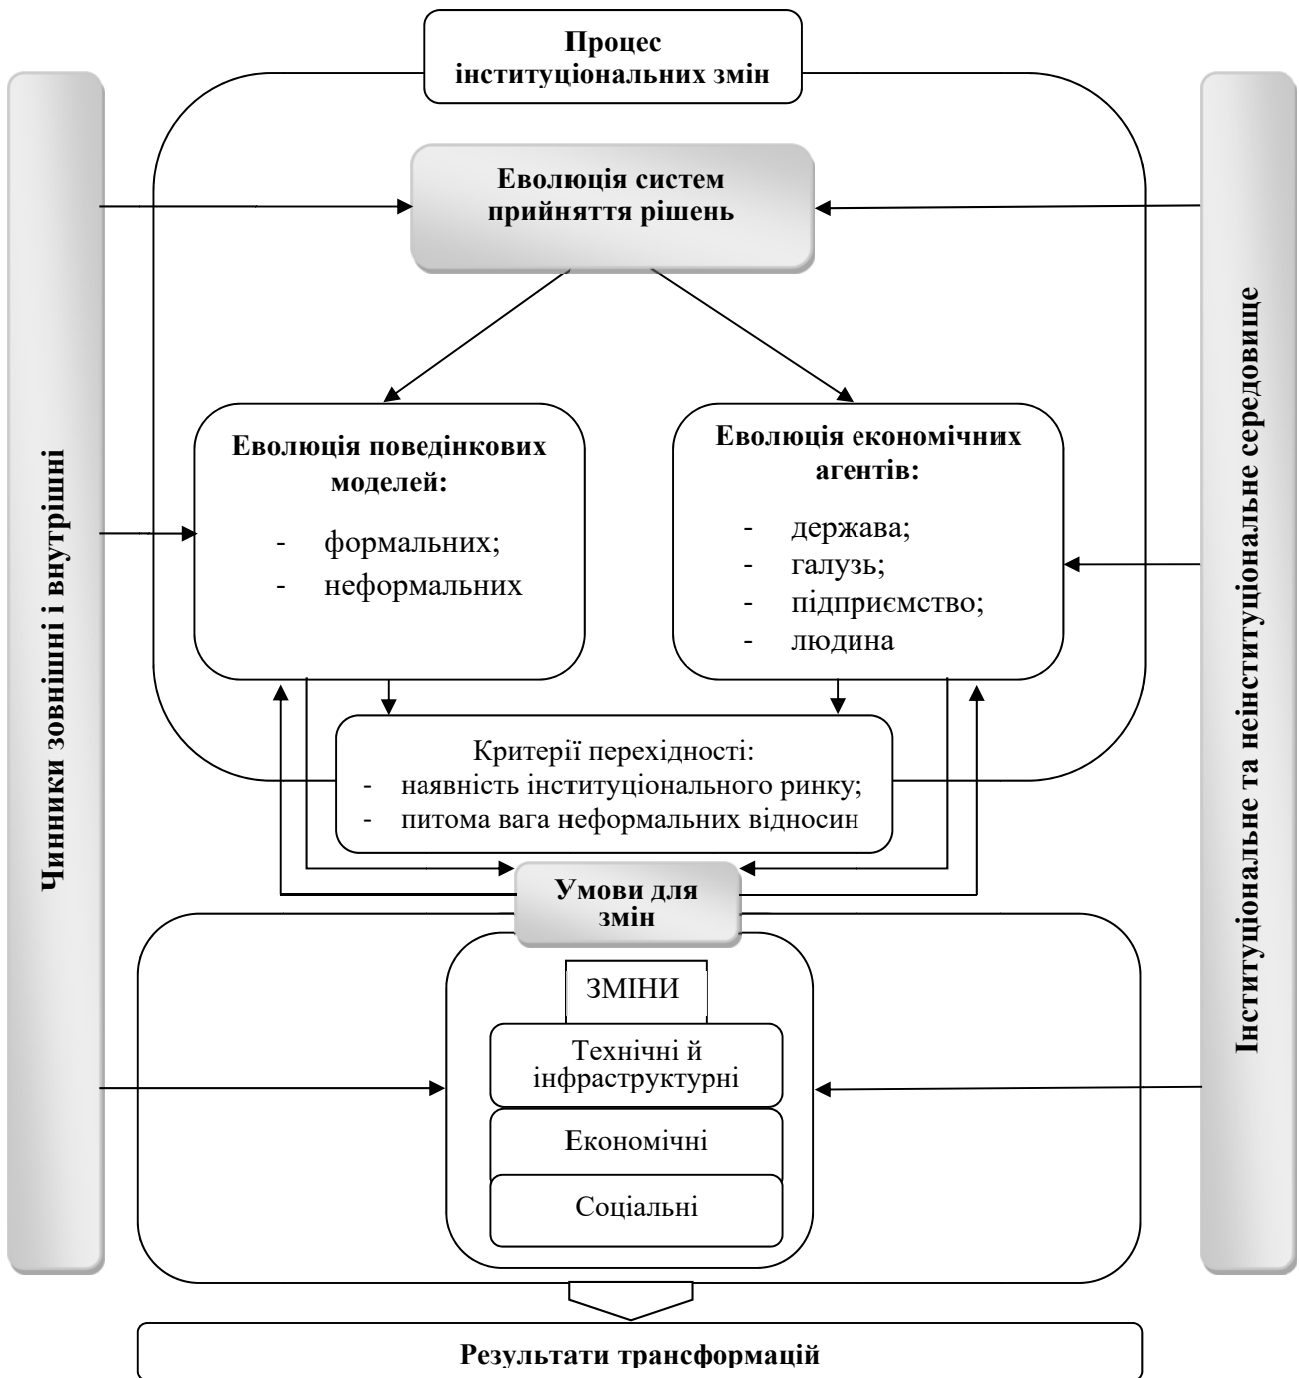 Процес
інституціональних змін
Еволюція систем
прийняття рішень
Чинники зовнішні і внутрішні
Інституціональне та неінституціональне середовище
Еволюція поведінкових
моделей:
- формальних;
- неформальних
Еволюція економічних
агентів:
- держава;
- галузь;
- підприємство;
- людина
Критерії перехідності:
- наявність інституціонального ринку;
- питома вага неформальних відносин
Умови для
змін
ЗМІНИ
Технічні й
інфраструктурні
Економічні
Соціальні
Результати трансформацій